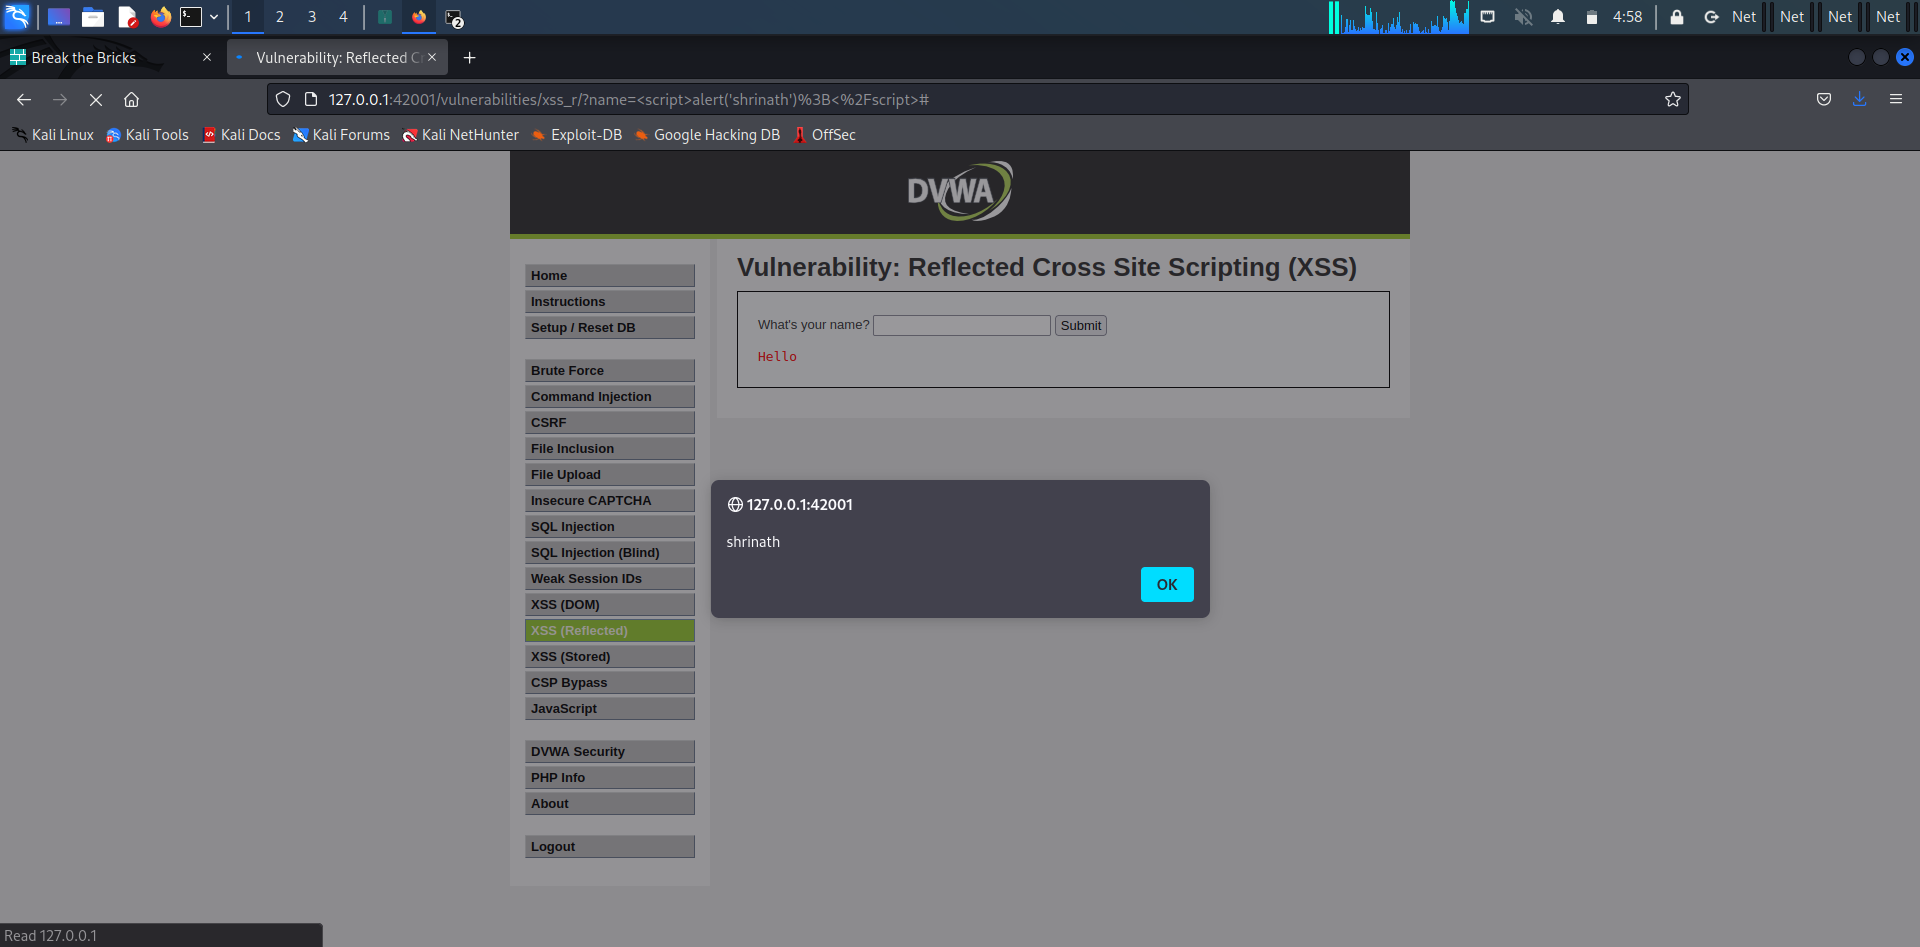 1 2 3 4 2 4:58 Net Net Net Net
Break the Bricks Vulnerability: Reflected Cr
127.0.0.1:42001/vulnerabilities/xss_r/?name=<script>alert('shrinath')%3B<%2Fscript>#
Kali Linux Kali Tools Kali Docs Kali Forums Kali NetHunter Exploit-DB Google Hacking DB OffSec
DVWA
Home
Instructions
Setup / Reset DB
Brute Force
Command Injection
CSRF
File Inclusion
File Upload
Insecure CAPTCHA
SQL Injection
SQL Injection (Blind)
Weak Session IDs
XSS (DOM)
XSS (Reflected)
XSS (Stored)
CSP Bypass
JavaScript
DVWA Security
PHP Info
About
Logout
Vulnerability: Reflected Cross Site Scripting (XSS)
What's your name? Submit
Hello
127.0.0.1:42001
shrinath
OK
Read 127.0.0.1